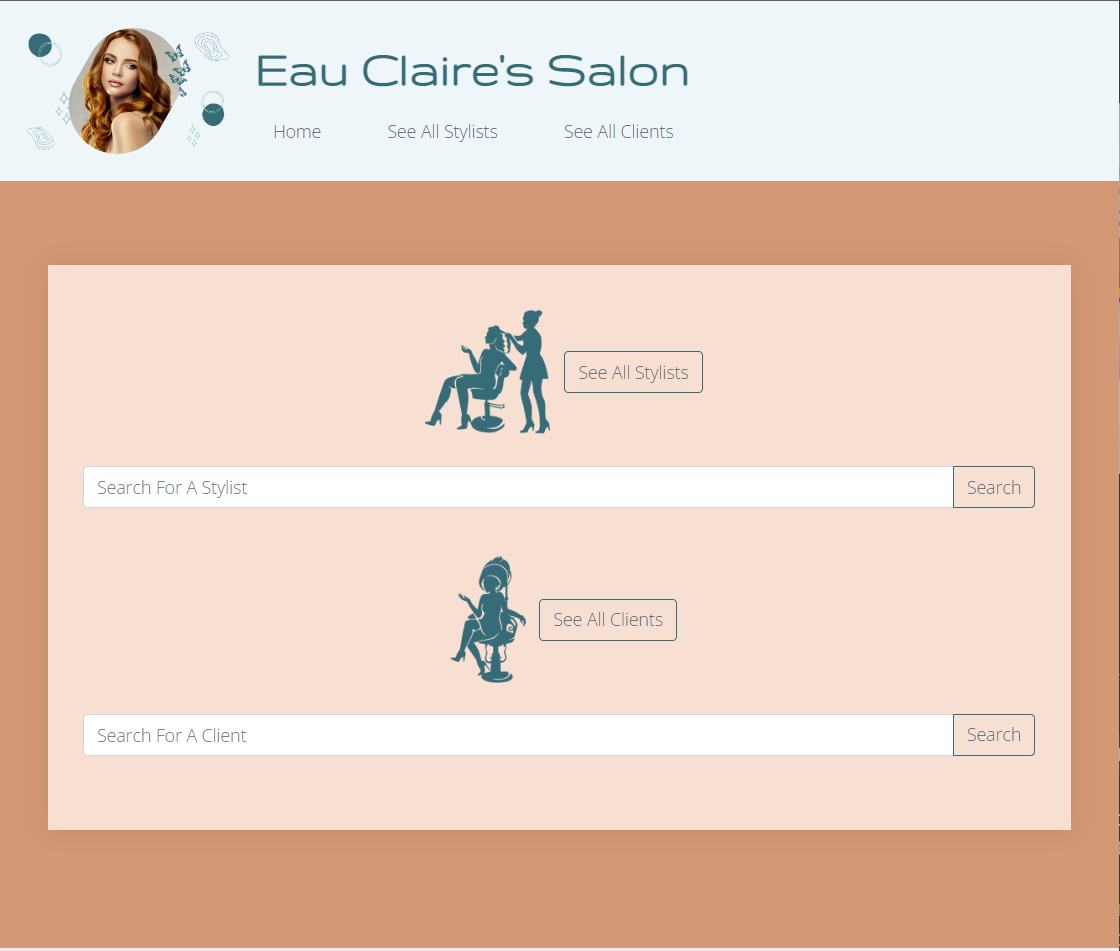 Eau Claire's Salon
Home See All Stylists See All Clients
See All Stylists
Search For A Stylist Search
See All Clients
Search For A Client Search